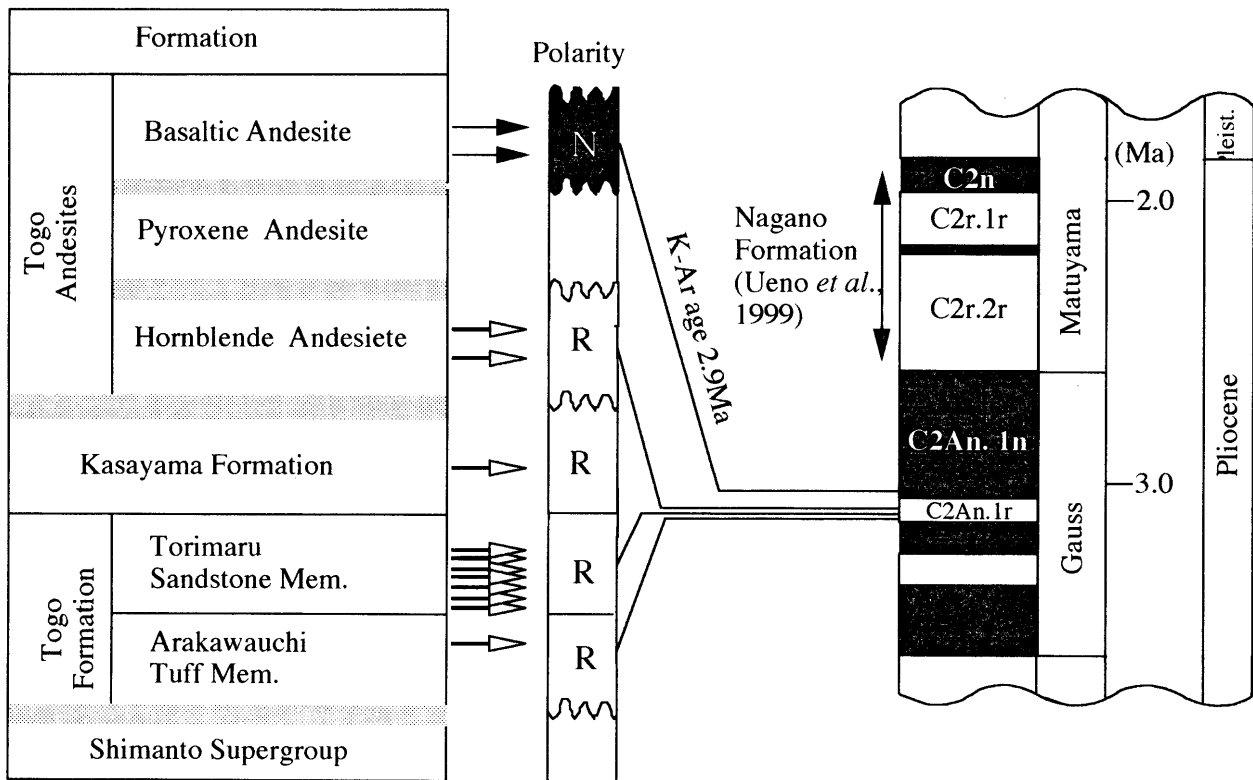 Formation
Polarity
Togo
Andesites
Basaltic Andesite
Pyroxene Andesite
Hornblende Andesiete
Kasayama Formation
Togo
Formation
Torimaru
Sandstone Mem.
Arakawauchi
Tuff Mem.
Shimanto Supergroup
N
R
R
R
R
K-Ar age 2.9Ma
Nagano
Formation
(Ueno et al.,
1999)
C2n
C2r.1r
C2r.2r
C2An. 1n
C2An.1r
Matuyama
Gauss
(Ma)
2.0
3.0
Pleist.
Pliocene